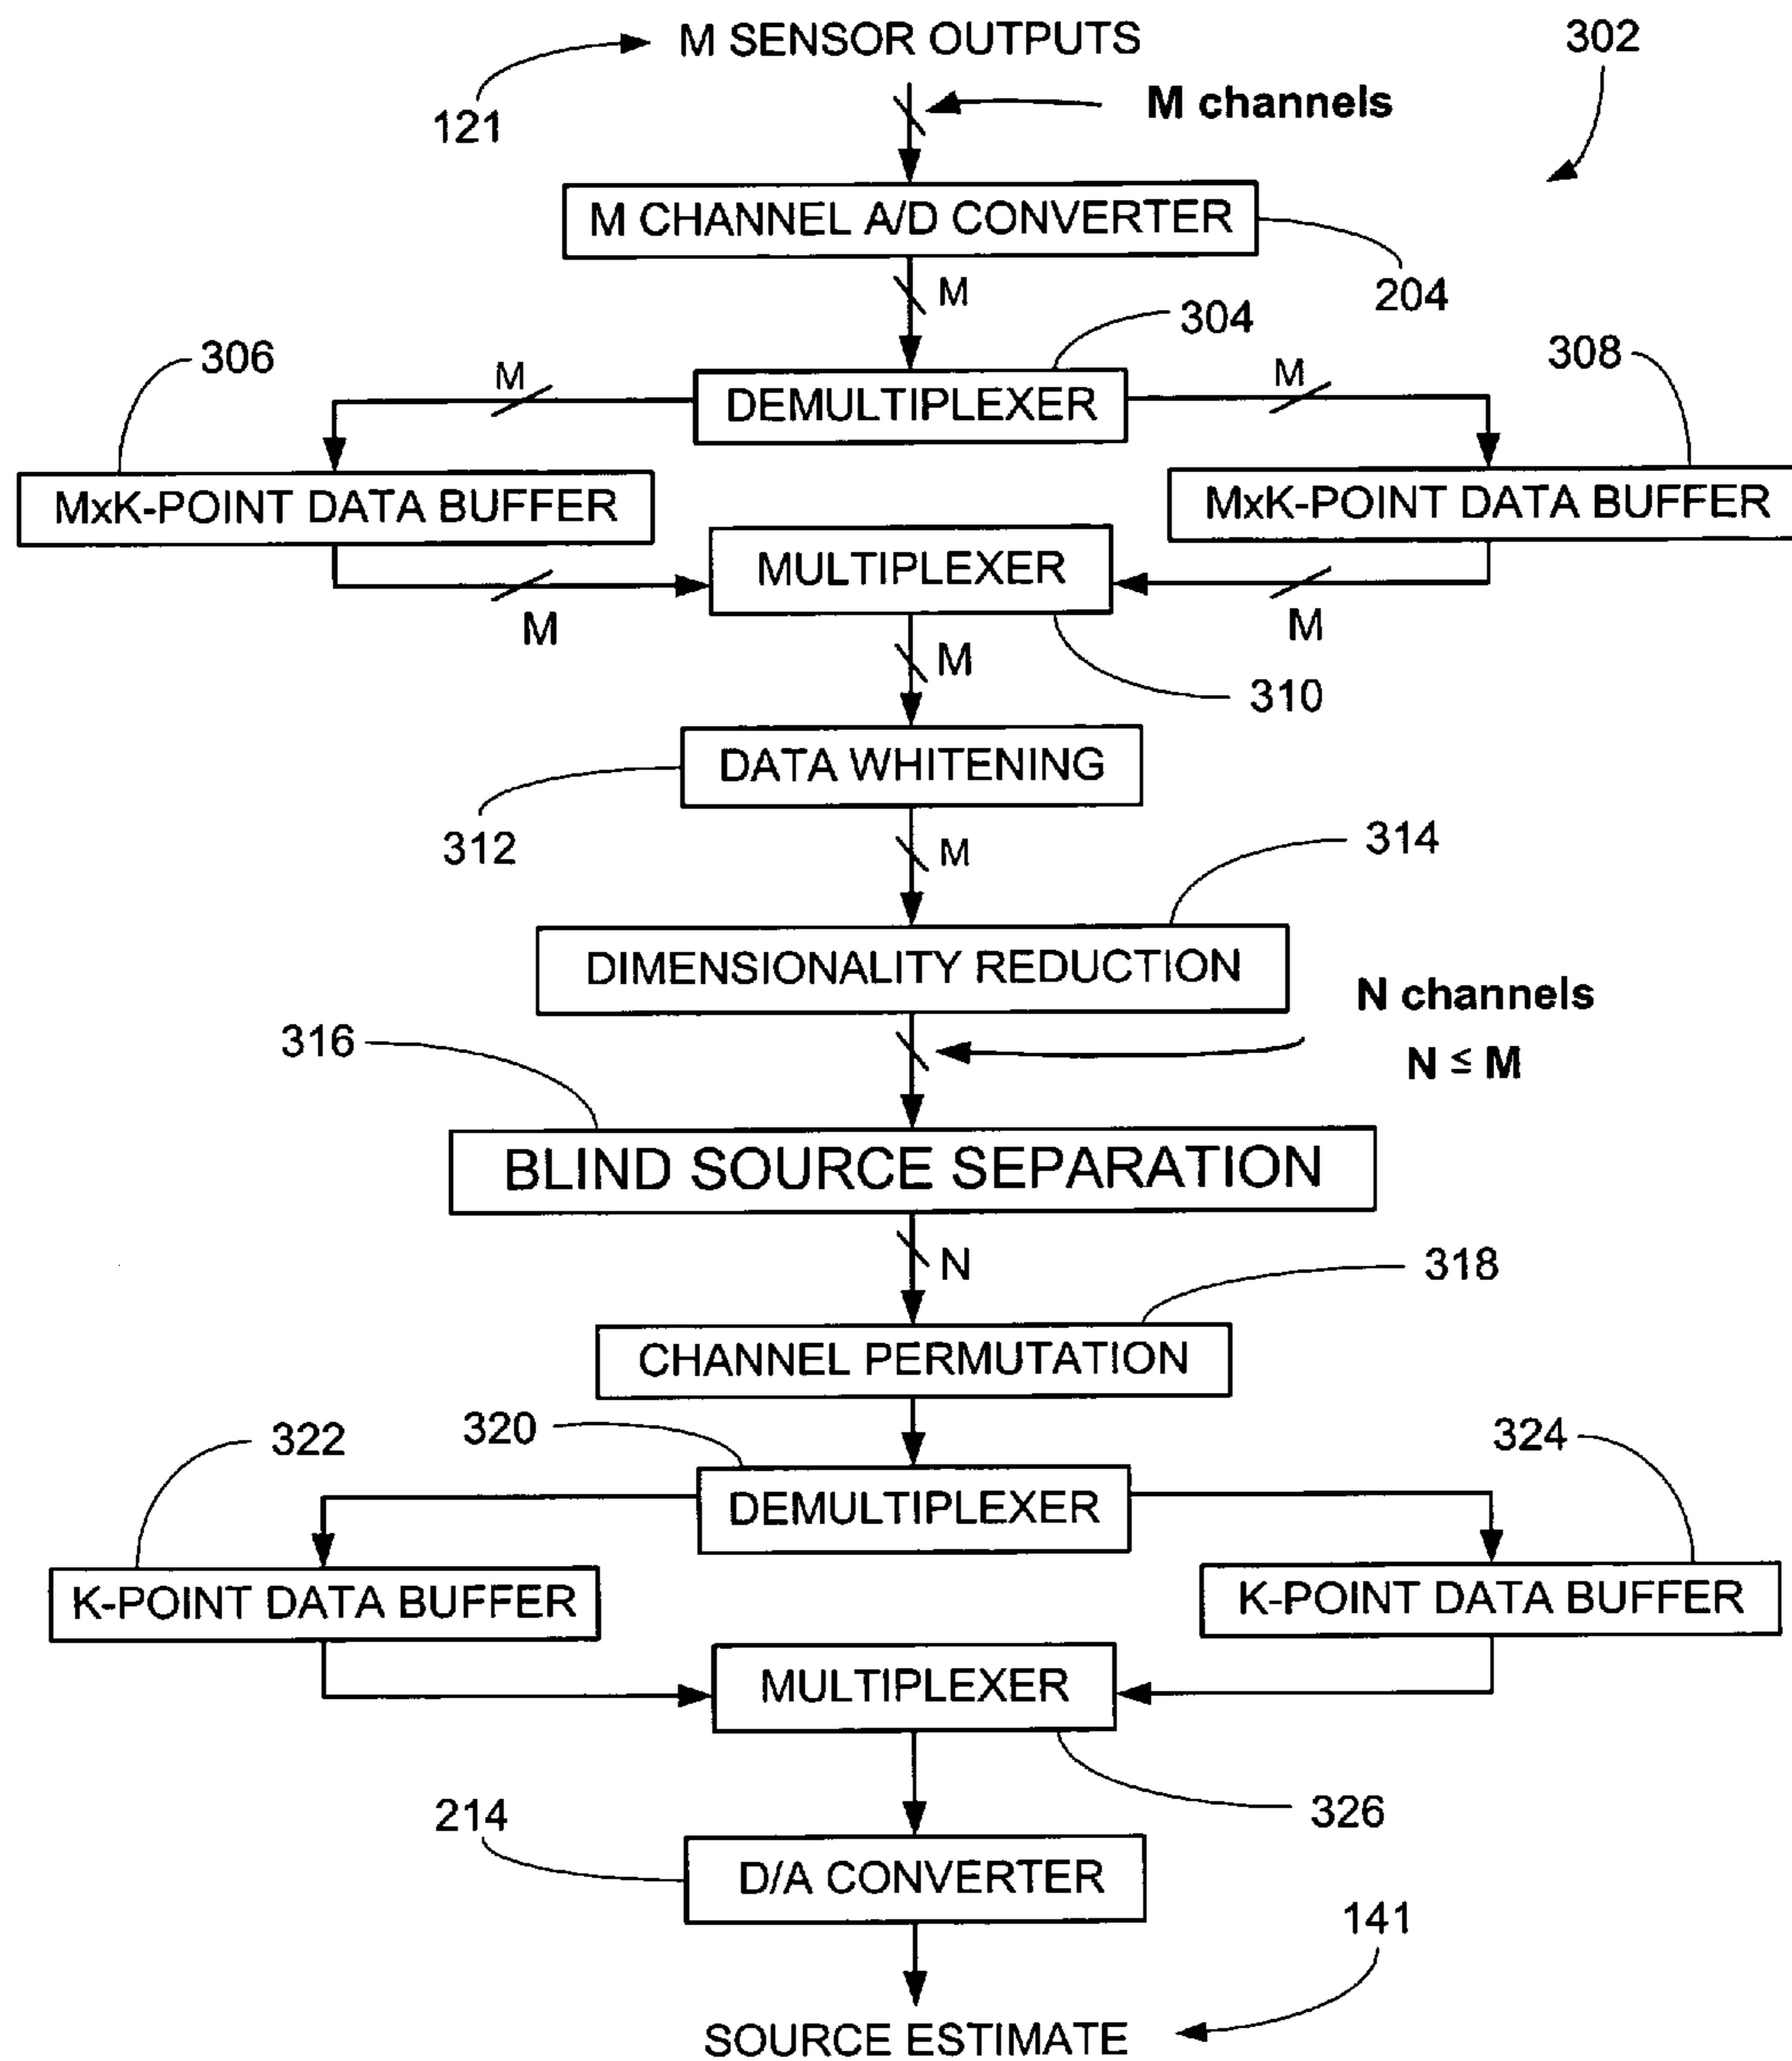 M SENSOR OUTPUTS
302
121
M channels
M CHANNEL A/D CONVERTER
204
M
304
306
308
M
M
DEMULTIPLEXER
MxK-POINT DATA BUFFER
MxK-POINT DATA BUFFER
MULTIPLEXER
M
M
M
310
DATA WHITENING
312
M
314
DIMENSIONALITY REDUCTION
N channels
N ≤ M
316
BLIND SOURCE SEPARATION
N
318
CHANNEL PERMUTATION
320
322
324
DEMULTIPLEXER
K-POINT DATA BUFFER
K-POINT DATA BUFFER
MULTIPLEXER
326
214
D/A CONVERTER
141
SOURCE ESTIMATE